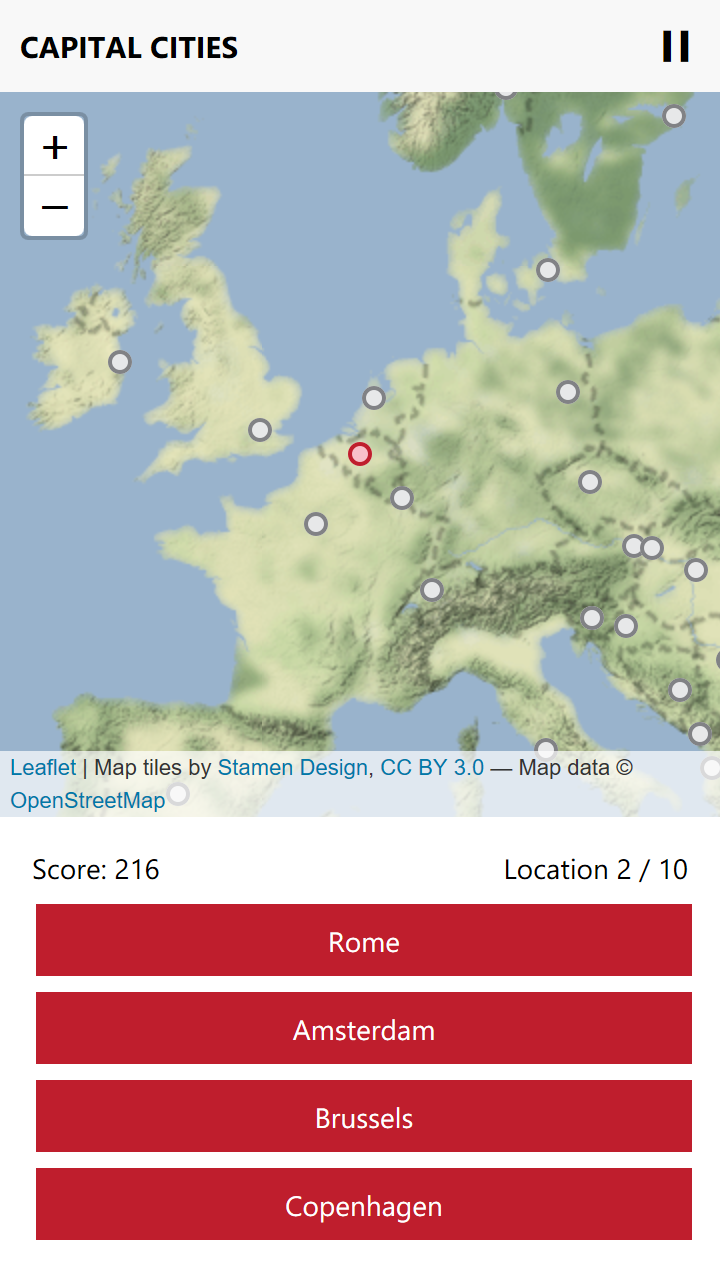 CAPITAL CITIES
+
−
Leaflet | Map tiles by Stamen Design, CC BY 3.0 — Map data ©
OpenStreetMap
Score: 216
Location 2 / 10
Rome
Amsterdam
Brussels
Copenhagen